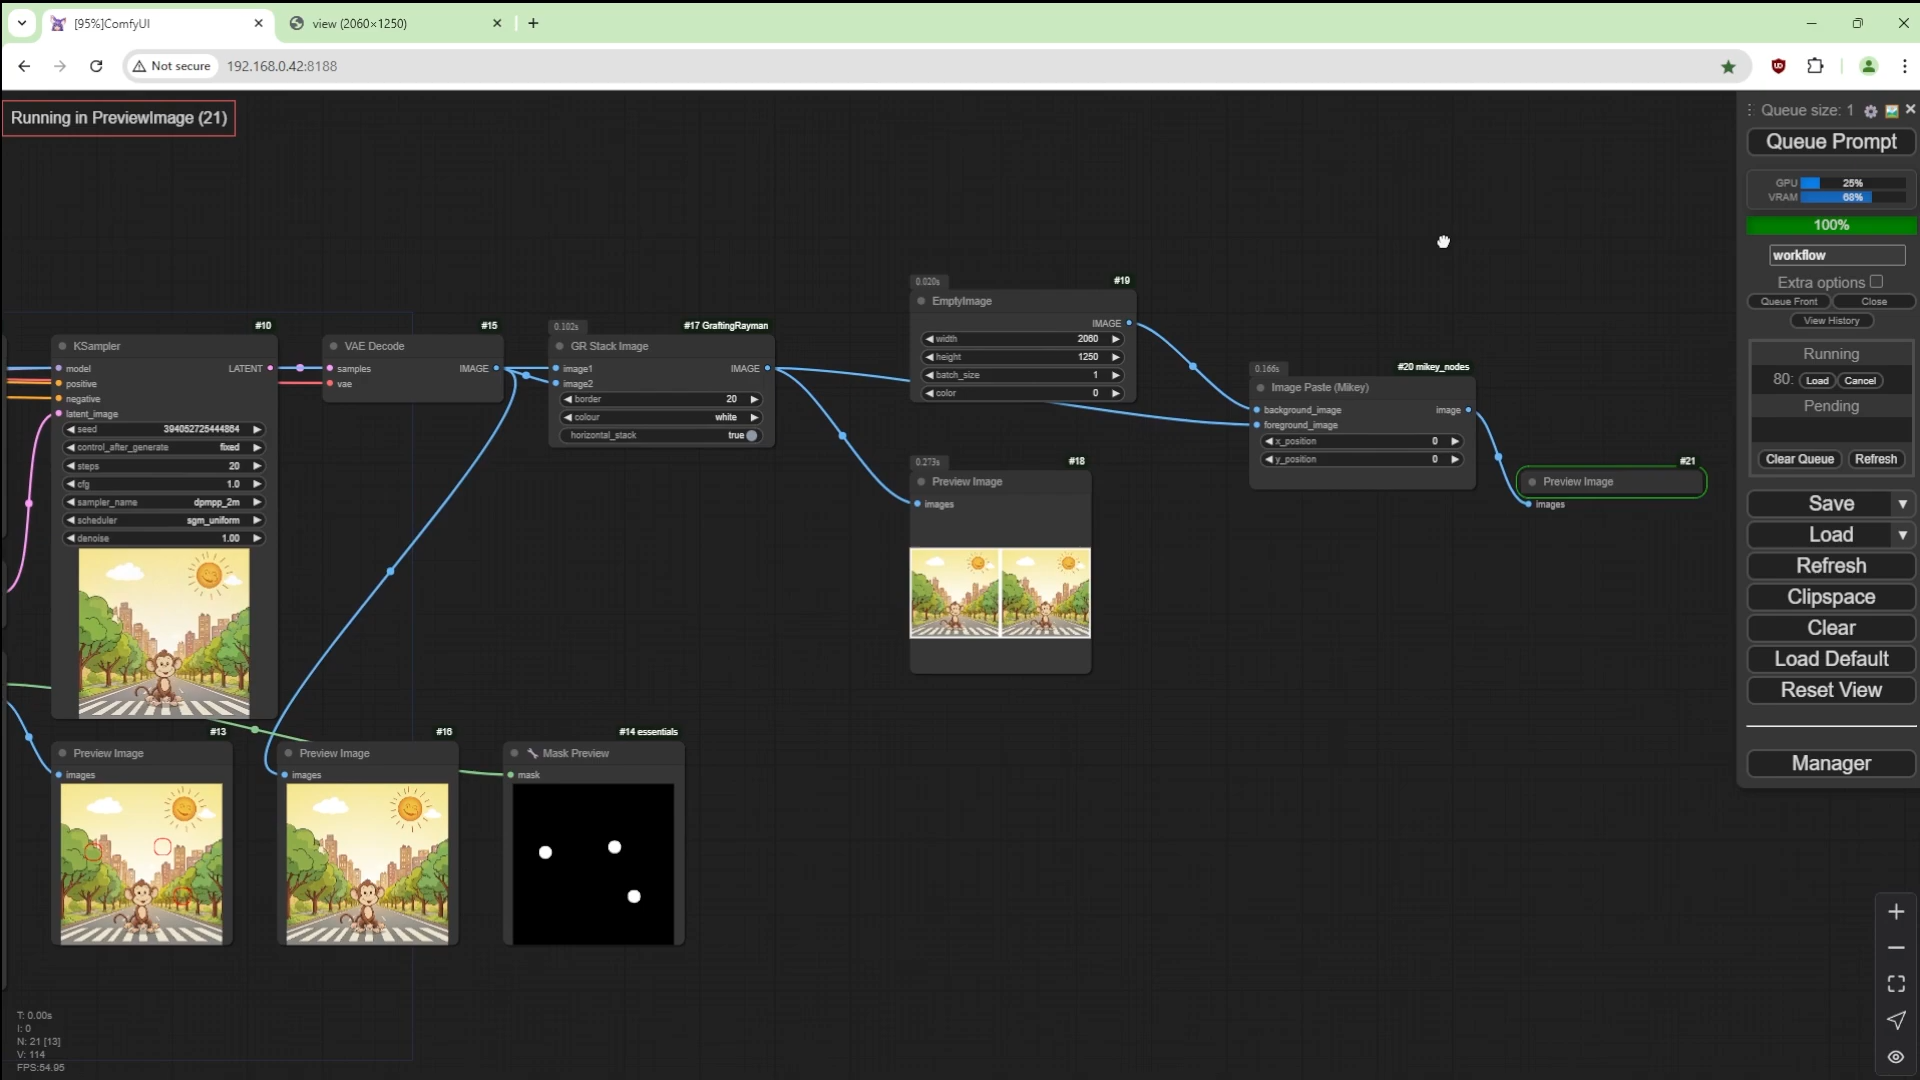 [95%]ComfyUI
view (2060×1250)
Not secure
192.168.0.42:8188
Running in PreviewImage (21)
Queue size: 1
Queue Prompt
GPU 25%
VRAM 68%
100%
workflow
Extra options
Queue Front
Close
View History
Running
80: Load Cancel
Pending
Clear Queue Refresh
Save
Load
Refresh
Clipspace
Clear
Load Default
Reset View
Manager
#10
KSampler
model LATENT
positive
negative
latent_image
seed 394052725444864
control_after_generate fixed
steps 20
cfg 1.0
sampler_name dpmpp_2m
scheduler sgm_uniform
denoise 1.00
#15
VAE Decode
samples IMAGE
vae
0.102s #17 GraftingRayman
GR Stack Image
image1 IMAGE
image2
border 20
colour white
horizontal_stack true
0.020s #19
EmptyImage
IMAGE
width 2060
height 1250
batch_size 1
color 0
0.166s #20 mikey_nodes
Image Paste (Mikey)
background_image image
foreground_image
x_position 0
y_position 0
0.273s #18
Preview Image
images
#21
Preview Image
images
#13
Preview Image
images
#16
Preview Image
images
#14 essentials
Mask Preview
mask
T: 0.00s
I: 0
N: 21 [13]
V: 114
FPS:54.95